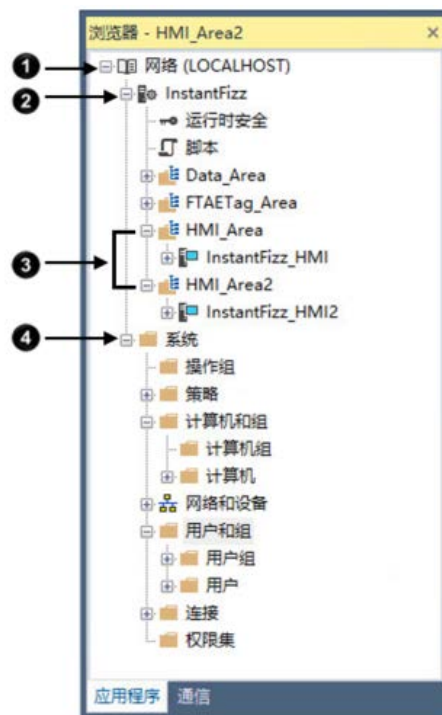 浏览器 - HMI_Area2
1 网络 (LOCALHOST)
2 InstantFizz
运行时安全
脚本
Data_Area
FTAETag_Area
3 HMI_Area
InstantFizz_HMI
HMI_Area2
InstantFizz_HMI2
4 系统
操作组
策略
计算机和组
计算机组
计算机
网络和设备
用户和组
用户组
用户
连接
权限集
应用程序 通信